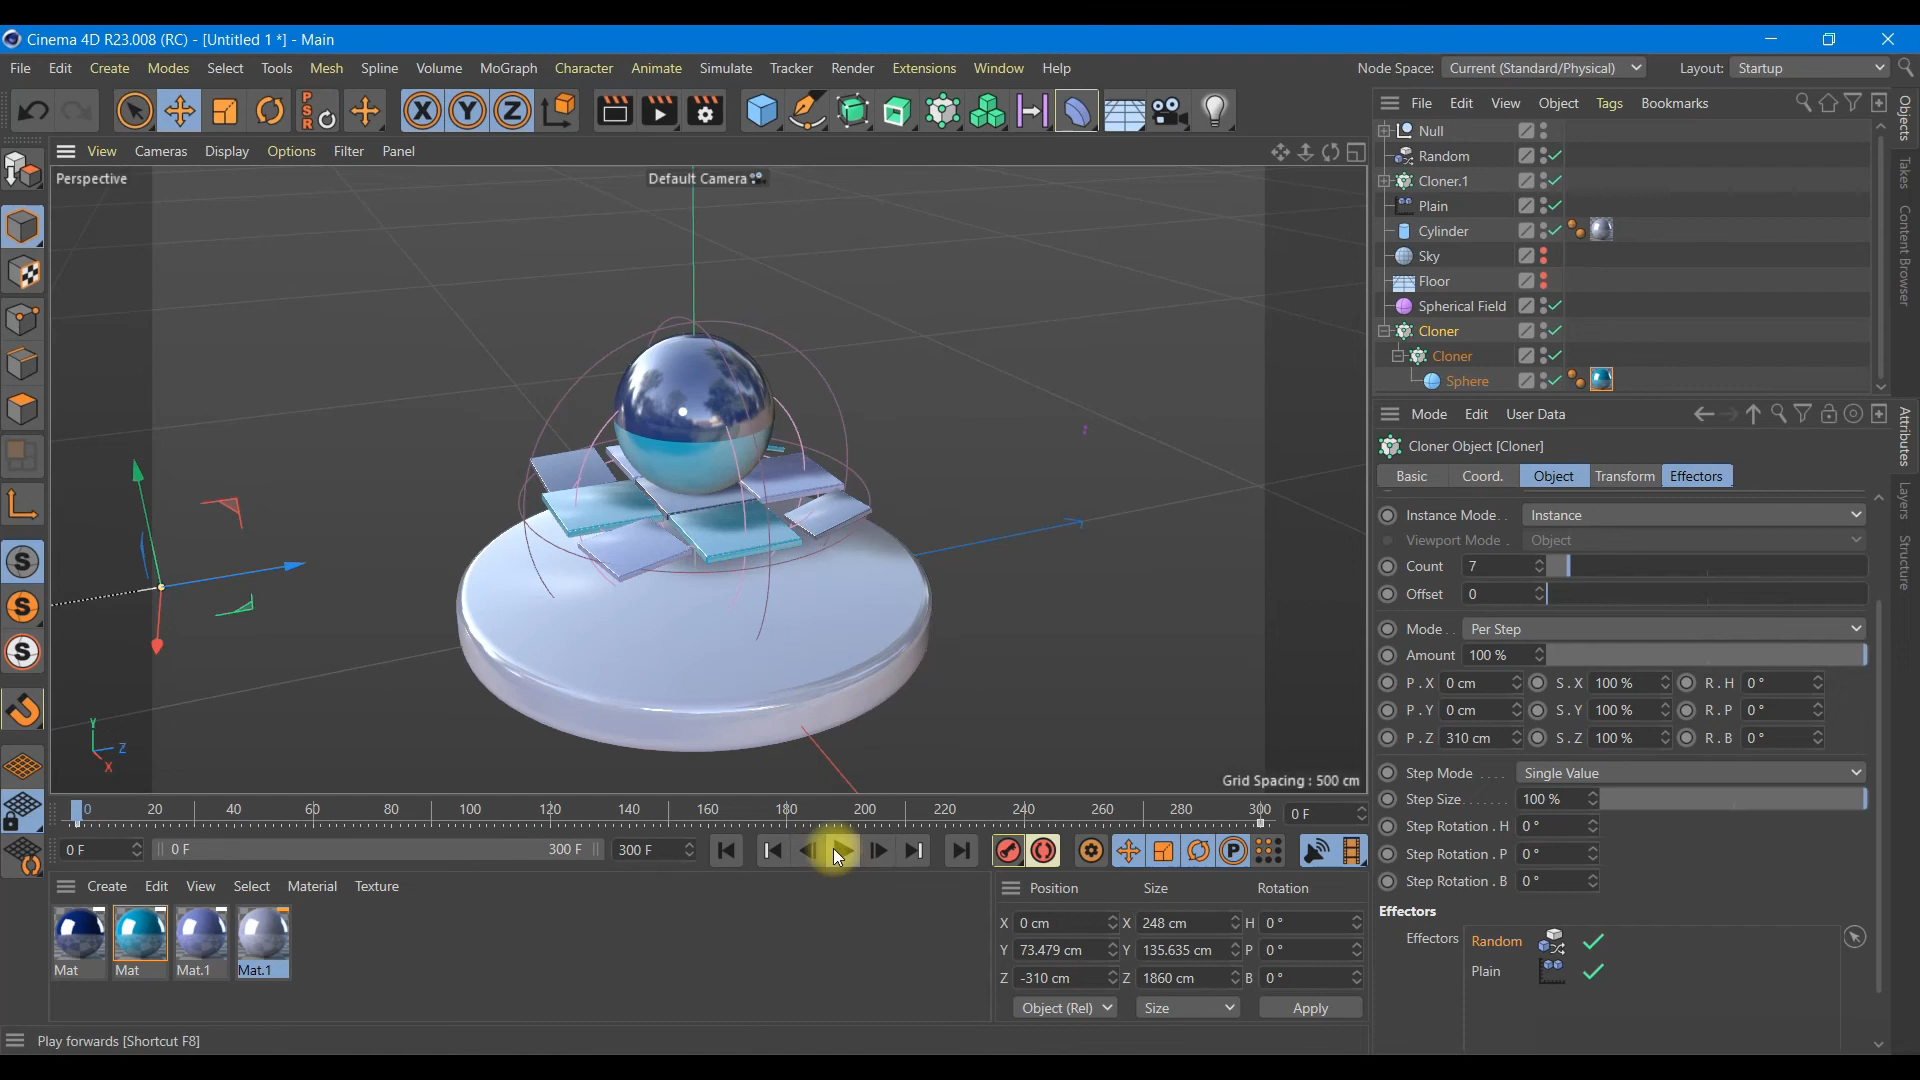 Cinema 4D R23.008 (RC) - [Untitled 1 *] - Main
File Edit Create Modes Select Tools Mesh Spline Volume MoGraph Character Animate Simulate Tracker Render Extensions Window Help
Node Space: Current (Standard/Physical) Layout: Startup
P S R X Y Z
File Edit View Object Tags Bookmarks
View Cameras Display Options Filter Panel
Perspective
Default Camera
Null
Random
Cloner.1
Plain
Cylinder
Sky
Floor
Spherical Field
Cloner
Cloner
Sphere
Objects
Takes
Content Browser
Mode Edit User Data
Cloner Object [Cloner]
Basic Coord. Object Transform Effectors
Instance Mode. . Instance
Viewport Mode . Object
Count 7
Offset 0
Mode . . Per Step
Amount 100 %
P . X 0 cm S . X 100 % R . H 0 °
P . Y 0 cm S . Y 100 % R . P 0 °
P . Z 310 cm S . Z 100 % R . B 0 °
Step Mode . . . . Single Value
Step Size. . . . . . . 100 %
Step Rotation . H 0 °
Step Rotation . P 0 °
Step Rotation . B 0 °
Effectors
Effectors Random
Plain
Attributes
Layers
Structure
S
S
S
Y
Z
X
Grid Spacing : 500 cm
0 20 40 60 80 100 120 140 160 180 200 220 240 260 280 300 0 F
0 F 0 F 300 F 300 F
P
Create Edit View Select Material Texture
Mat Mat Mat.1 Mat.1
Position Size Rotation
X 0 cm X 248 cm H 0 °
Y 73.479 cm Y 135.635 cm P 0 °
Z -310 cm Z 1860 cm B 0 °
Object (Rel) Size Apply
Play forwards [Shortcut F8]